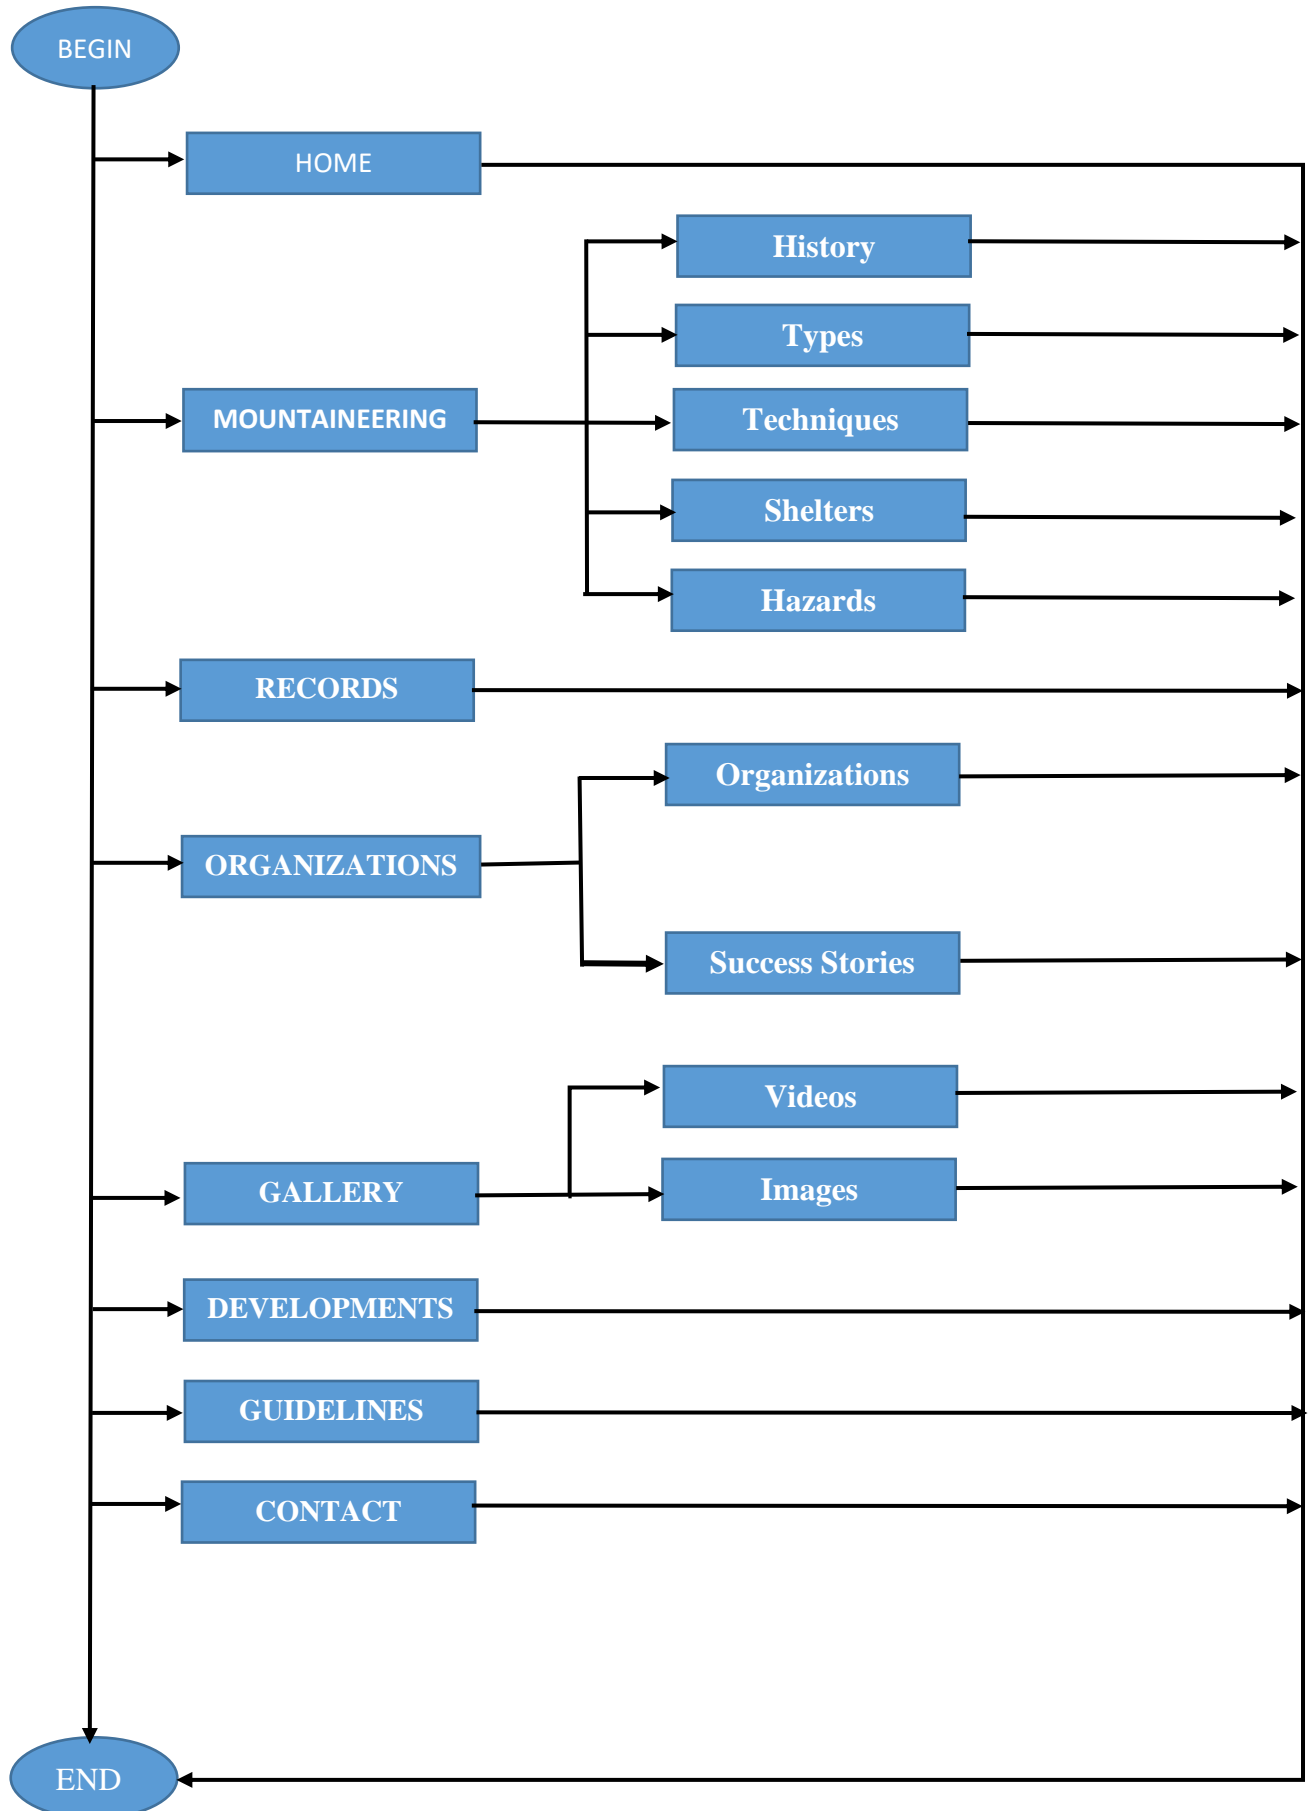 BEGIN
HOME
History
Types
MOUNTAINEERING
Techniques
Shelters
Hazards
RECORDS
Organizations
ORGANIZATIONS
Success Stories
Videos
GALLERY
Images
DEVELOPMENTS
GUIDELINES
CONTACT
END